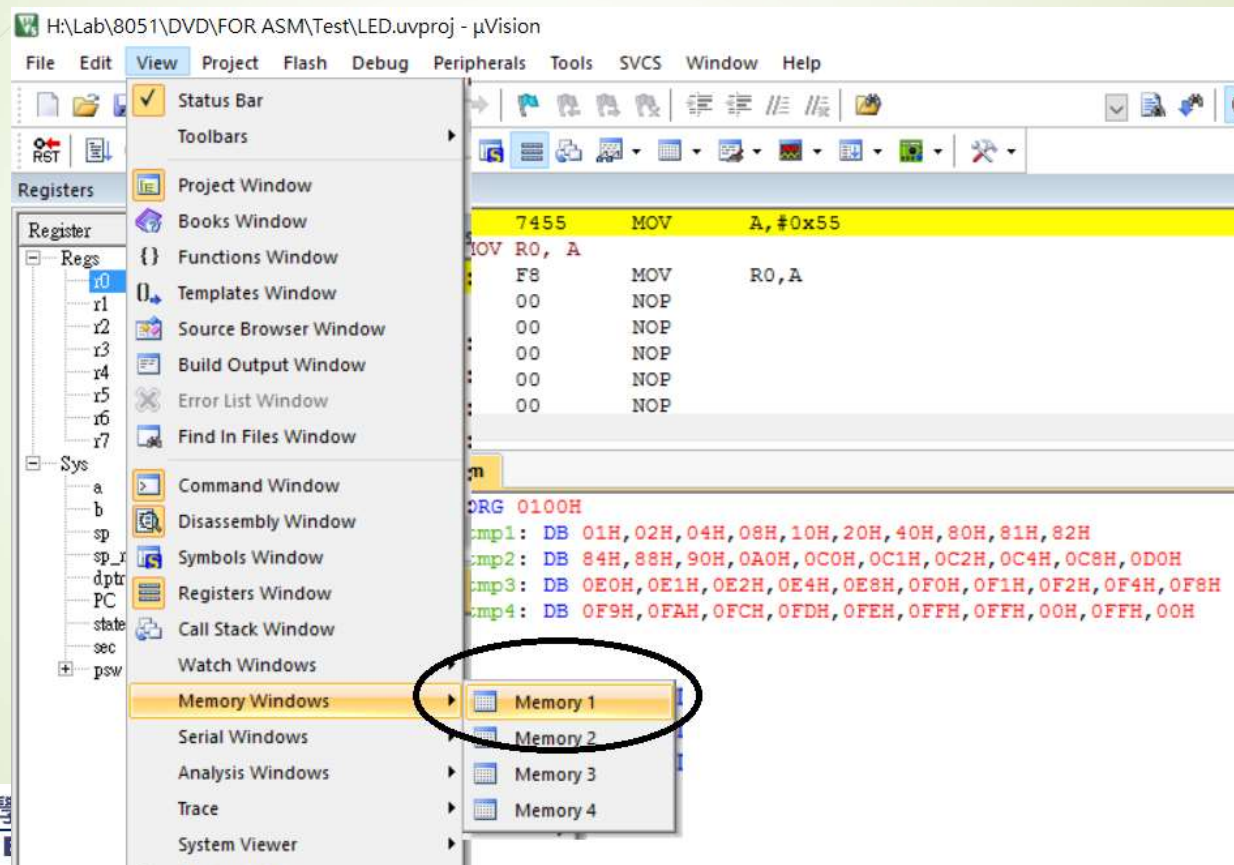 H:\Lab\8051\DVD\FOR ASM\Test\LED.uvproj - µVision
File Edit View Project Flash Debug Peripherals Tools SVCS Window Help
Status Bar
Toolbars
RST
Registers
Project Window
Register
Books Window
7455 MOV A,#0x55
Regs
Functions Window
MOV R0, A
r0
F8 MOV R0,A
r1
Templates Window
00 NOP
r2
Source Browser Window
00 NOP
r3
00 NOP
r4
Build Output Window
00 NOP
r5
Error List Window
00 NOP
r6
r7
Find In Files Window
Sys
a
Command Window
b
ORG 0100H
sp
Disassembly Window
tmp1: DB 01H,02H,04H,08H,10H,20H,40H,80H,81H,82H
Symbols Window
tmp2: DB 84H,88H,90H,0A0H,0C0H,0C1H,0C2H,0C4H,0C8H,0D0H
dptr
Registers Window
tmp3: DB 0E0H,0E1H,0E2H,0E4H,0E8H,0F0H,0F1H,0F2H,0F4H,0F8H
PC
tmp4: DB 0F9H,0FAH,0FCH,0FDH,0FEH,0FFH,0FFH,00H,0FFH,00H
state
Call Stack Window
sec
Watch Windows
psw
Memory Windows
Memory 1
Serial Windows
Memory 2
Analysis Windows
Memory 3
Trace
Memory 4
System Viewer